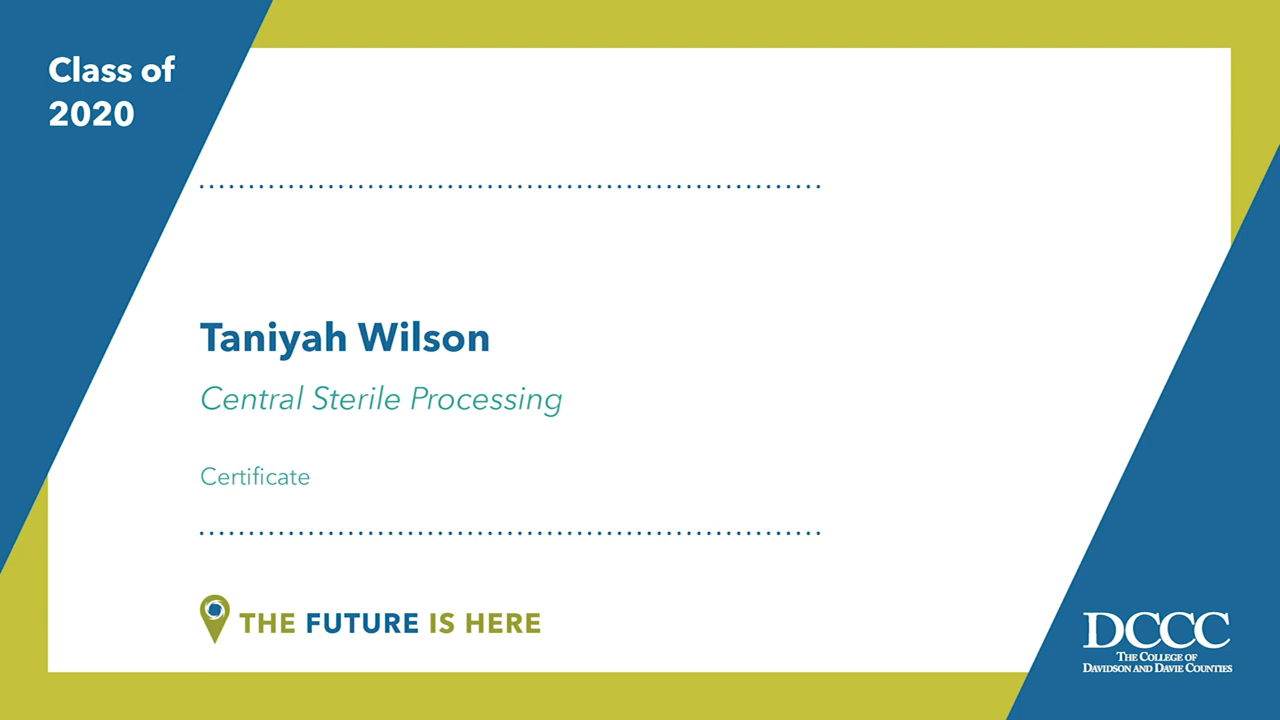 Class of
2020
Taniyah Wilson
Central Sterile Processing
Certificate
THE FUTURE IS HERE
DCCC
THE COLLEGE OF
DAVIDSON AND DAVIE COUNTIES